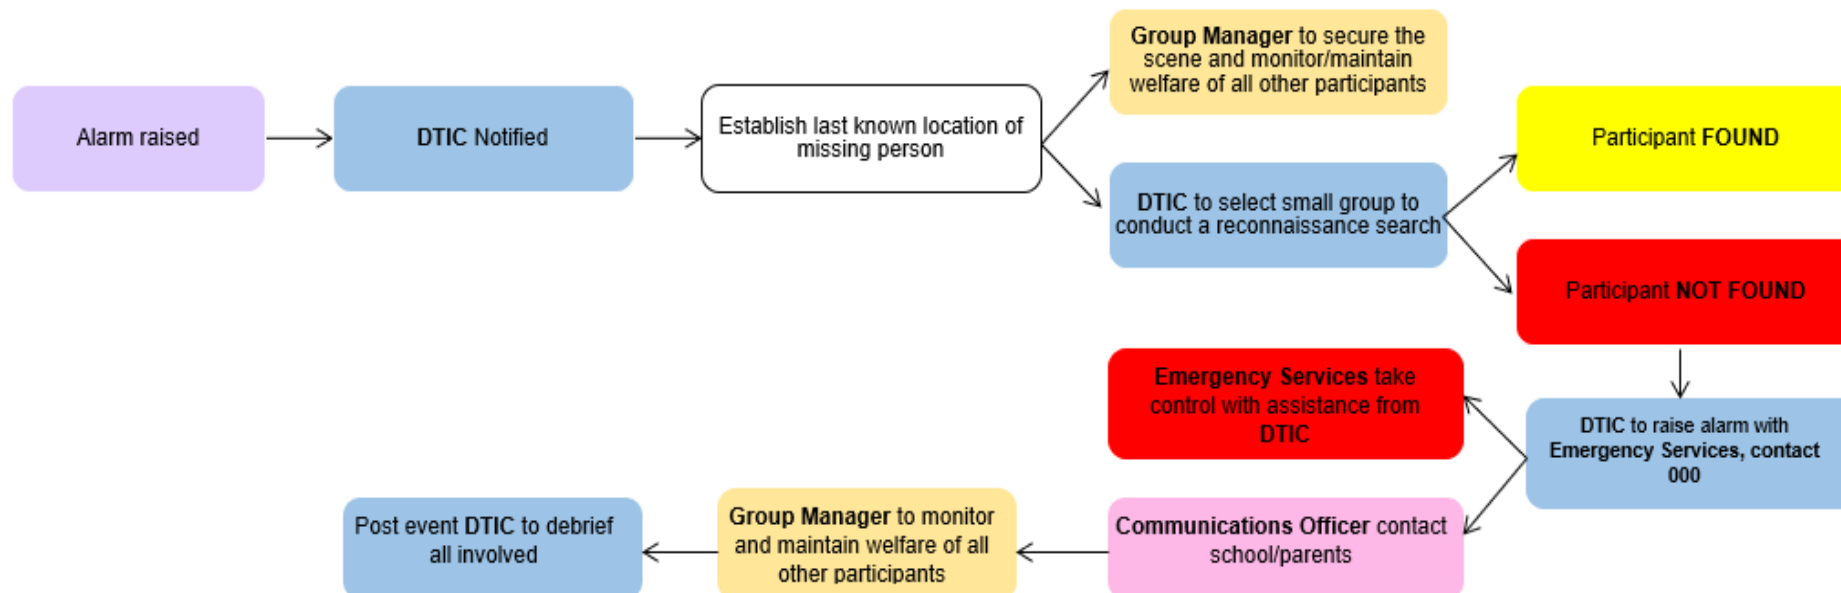 Alarm raised
DTIC Notified
Establish last known location of
missing person
Group Manager to secure the
scene and monitor/maintain
welfare of all other participants
DTIC to select small group to
conduct a reconnaissance search
Participant FOUND
Participant NOT FOUND
DTIC to raise alarm with
Emergency Services, contact
000
Emergency Services take
control with assistance from
DTIC
Communications Officer contact
school/parents
Group Manager to monitor
and maintain welfare of all
other participants
Post event DTIC to debrief
all involved